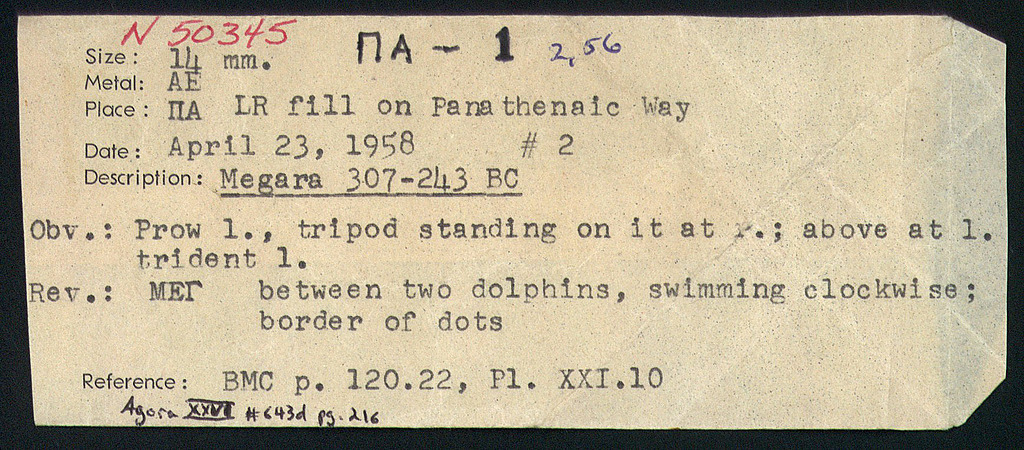 N 50345 ΠΑ - 1 2,56
Size: 14 mm.
Metal: AE
Place: ΠΑ LR fill on Panathenaic Way
Date: April 23, 1958 # 2
Description: Megara 307-243 BC
Obv.: Prow l., tripod standing on it at r.; above at l.
trident l.
Rev.: ΜΕΓ between two dolphins, swimming clockwise;
border of dots
Reference: BMC p. 120.22, Pl. XXI.10
Agora XXVI #643d pg. 216